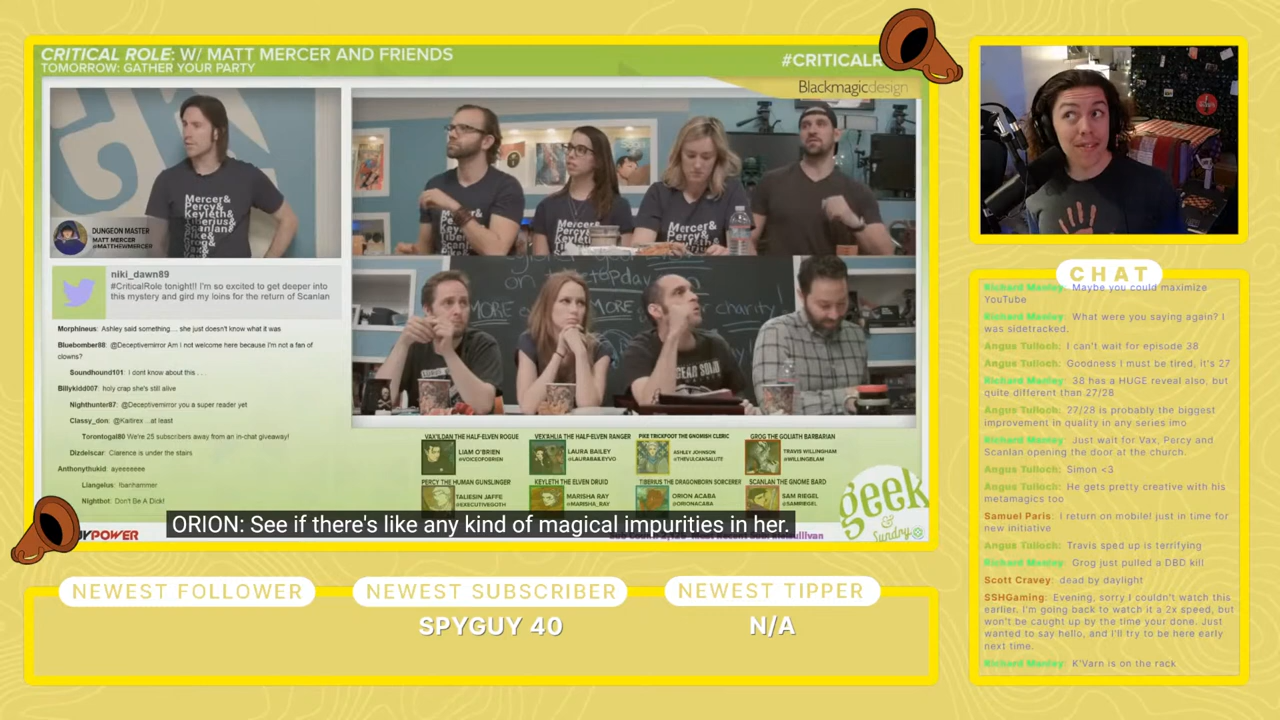 CRITICAL ROLE: W/ MATT MERCER AND FRIENDS
TOMORROW: GATHER YOUR PARTY
#CRITICALR
Blackmagicdesign
Mercer&
Percy&
Keyleth&
Scanlan&
DUNGEON MASTER
MATT MERCER
@MATTHEWMERCER
niki_dawn89
#CriticalRole tonight!! I'm so excited to get deeper into
this mystery and gird my loins for the return of Scanlan
Morphineus: Ashley said something... she just doesn't know what it was
Bluebomber88: @Deceptivemirror Am I not welcome here because I'm not a fan of
clowns?
Soundhound101: I dont know about this . . .
Billykidd007: holy crap she's still alive
Nighthunter87: @Deceptivemirror you a super reader yet
Classy_don: @Kaitirex ...at least
Torontogal80 We're 25 subscribers away from an in-chat giveaway!
Dizdelscar: Clarence is under the stairs
Anthonythukid: ayeeeeeee
Llangelus: !banhammer
Nightbot: Don't Be A Dick!
VAX'ILDAN THE HALF-ELVEN ROGUE
LIAM O'BRIEN
@VOICEOFOBRIEN
VEX'AHLIA THE HALF-ELVEN RANGER
LAURA BAILEY
@LAURABAILEYVO
PIKE TRICKFOOT THE GNOMISH CLERIC
ASHLEY JOHNSON
@THEVULCANSALUTE
GROG THE GOLIATH BARBARIAN
TRAVIS WILLINGHAM
@WILLINGBLAM
PERCY THE HUMAN GUNSLINGER
TALIESIN JAFFE
@EXECUTIVEGOTH
KEYLETH THE ELVEN DRUID
MARISHA RAY
@MARISHA_RAY
TIBERIUS THE DRAGONBORN SORCERER
ORION ACABA
@ORIONACABA
SCANLAN THE GNOME BARD
SAM RIEGEL
@SAMRIEGEL
geek
&
Sundry
YPOWER
ORION: See if there's like any kind of magical impurities in her.
NEWEST FOLLOWER
NEWEST SUBSCRIBER
SPYGUY 40
NEWEST TIPPER
N/A
CHAT
Richard Manley: Maybe you could maximize
YouTube
Richard Manley: What were you saying again? I
was sidetracked.
Angus Tulloch: I can't wait for episode 38
Angus Tulloch: Goodness I must be tired, it's 27
Richard Manley: 38 has a HUGE reveal also, but
quite different than 27/28
Angus Tulloch: 27/28 is probably the biggest
improvement in quality in any series imo
Richard Manley: Just wait for Vax, Percy and
Scanlan opening the door at the church.
Angus Tulloch: Simon <3
Angus Tulloch: He gets pretty creative with his
metamagics too
Samuel Paris: I return on mobile! just in time for
new initiative
Angus Tulloch: Travis sped up is terrifying
Richard Manley: Grog just pulled a DBD kill
Scott Cravey: dead by daylight
SSHGaming: Evening, sorry I couldn't watch this
earlier. I'm going back to watch it a 2x speed, but
won't be caught up by the time your done. Just
wanted to say hello, and I'll try to be here early
next time.
Richard Manley: K'Varn is on the rack